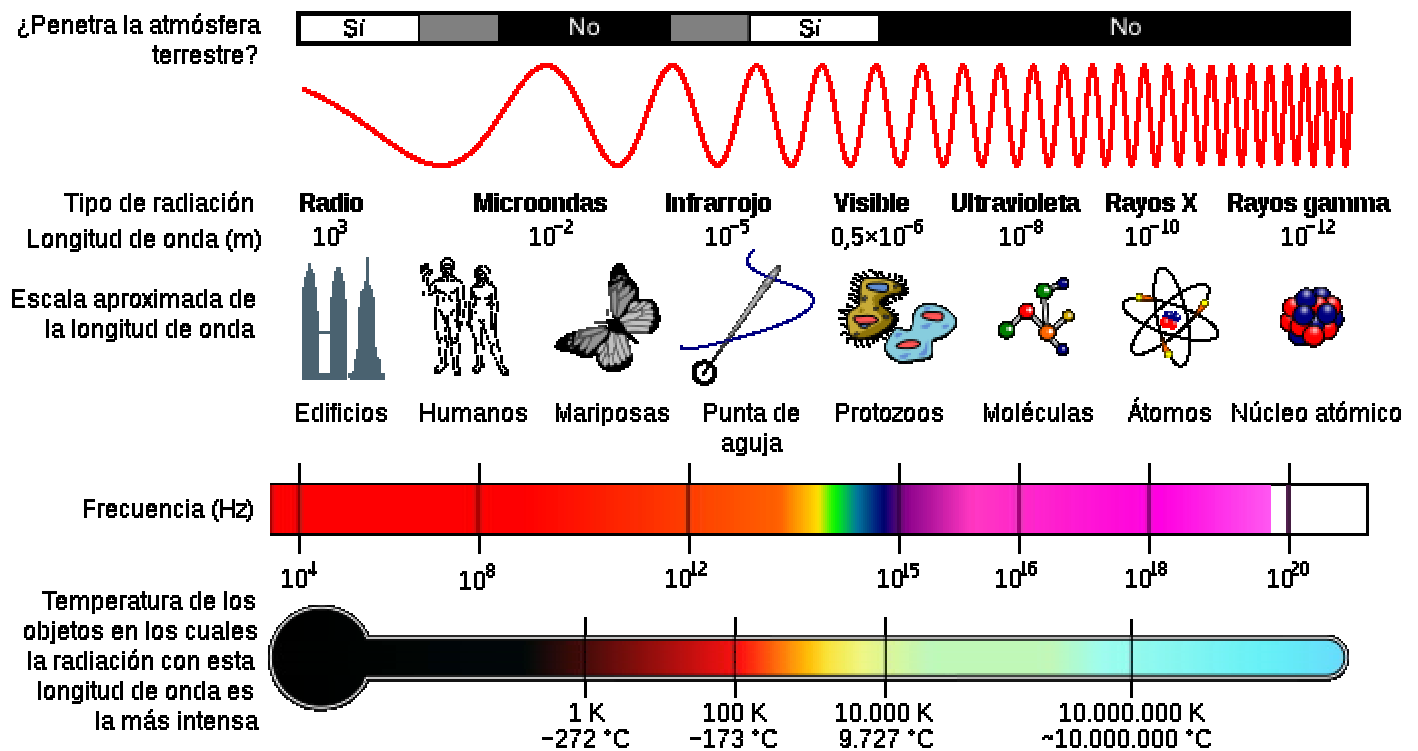 ¿Penetra la atmósfera
terrestre?
Sí
No
Sí
No
Tipo de radiación
Radio Microondas Infrarrojo Visible Ultravioleta Rayos X Rayos gamma
Longitud de onda (m)
10³ 10⁻² 10⁻⁵ 0,5×10⁻⁶ 10⁻⁸ 10⁻¹⁰ 10⁻¹²
Escala aproximada de
la longitud de onda
Edificios Humanos Mariposas Punta de
aguja Protozoos Moléculas Átomos Núcleo atómico
Frecuencia (Hz)
10⁴ 10⁸ 10¹² 10¹⁵ 10¹⁶ 10¹⁸ 10²⁰
Temperatura de los
objetos en los cuales
la radiación con esta
longitud de onda es
la más intensa
1 K 100 K 10.000 K 10.000.000 K
−272 °C −173 °C 9.727 °C ~10.000.000 °C